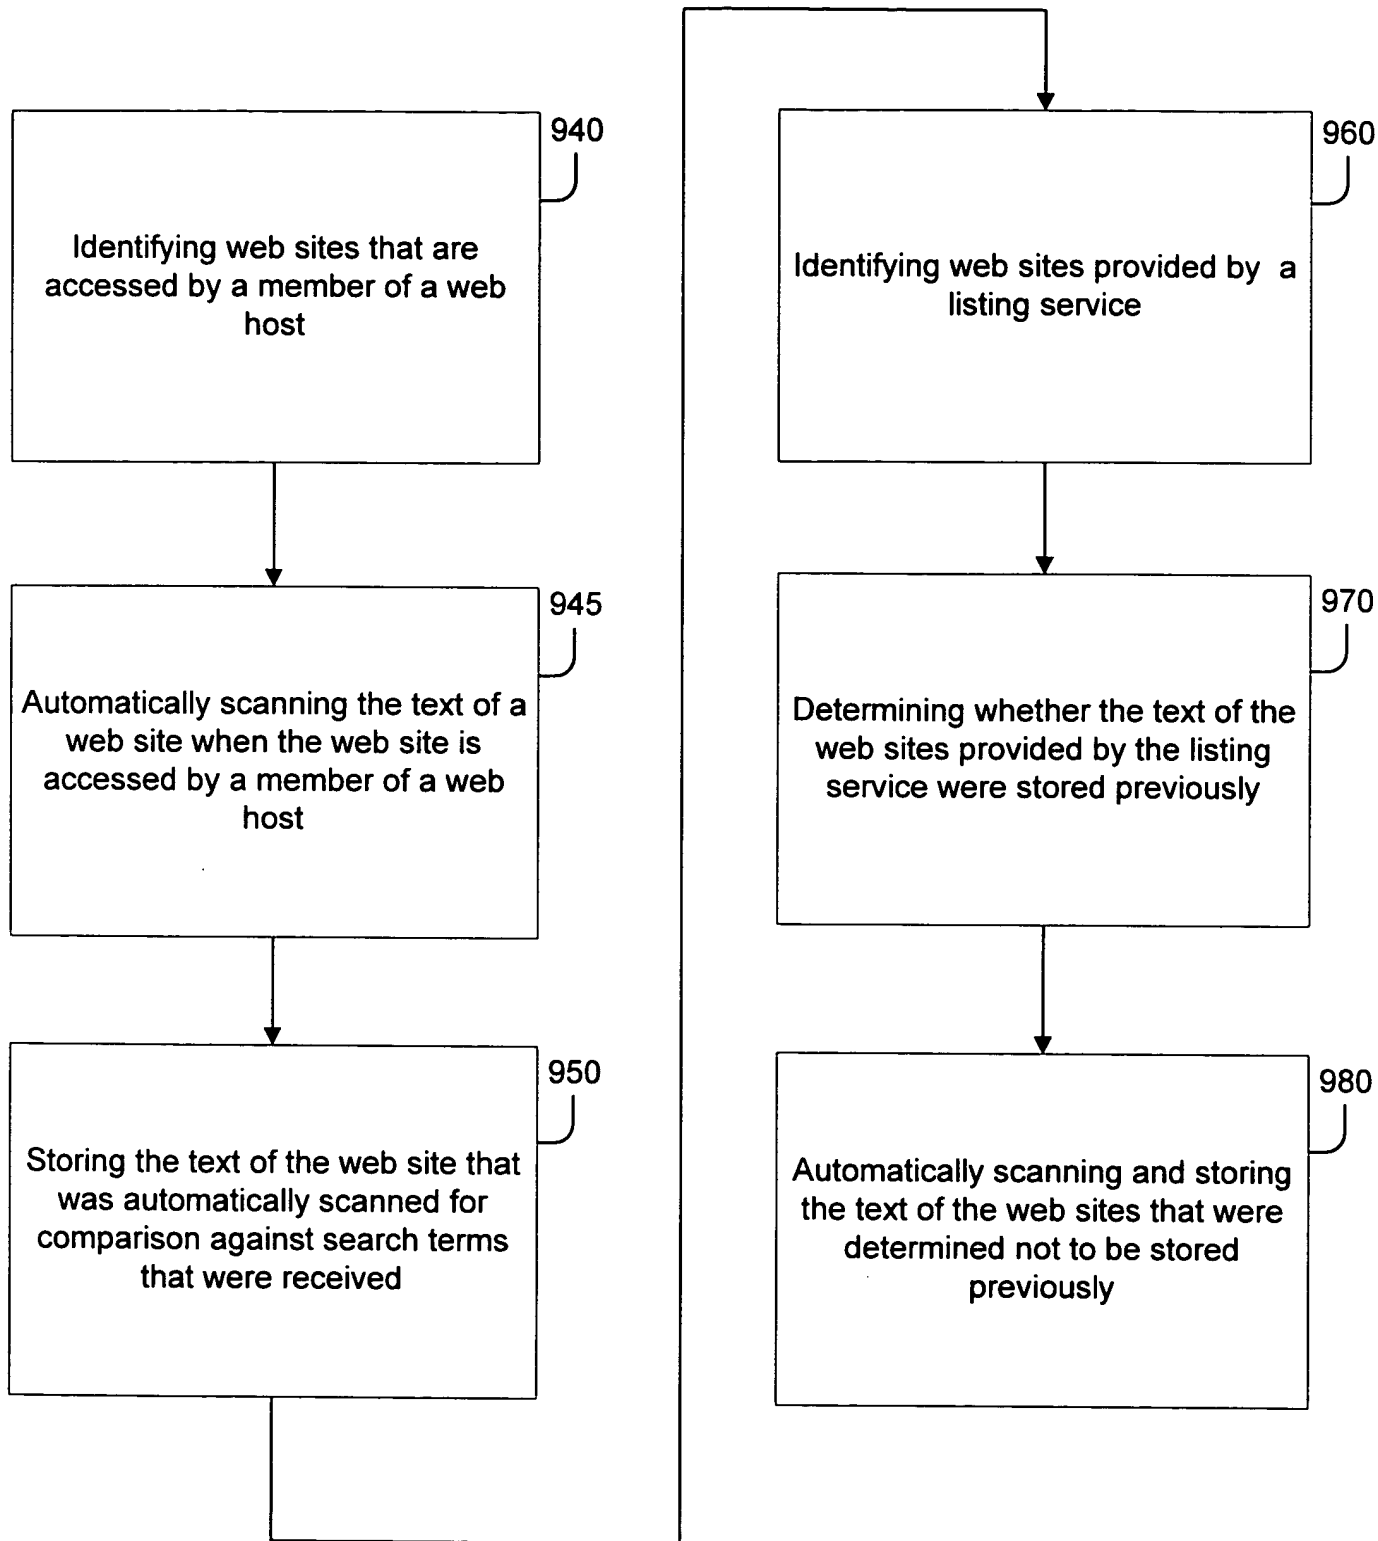 940
Identifying web sites that are
accessed by a member of a web
host
945
Automatically scanning the text of a
web site when the web site is
accessed by a member of a web
host
950
Storing the text of the web site that
was automatically scanned for
comparison against search terms
that were received
960
Identifying web sites provided by a
listing service
970
Determining whether the text of the
web sites provided by the listing
service were stored previously
980
Automatically scanning and storing
the text of the web sites that were
determined not to be stored
previously